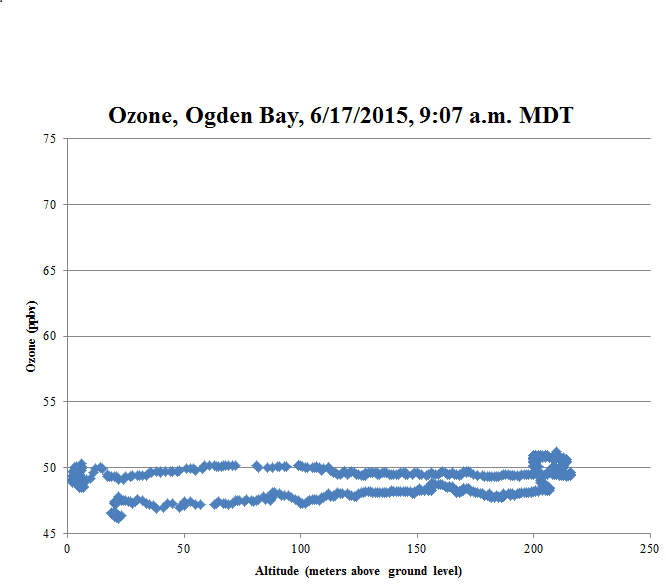 Ozone, Ogden Bay, 6/17/2015, 9:07 a.m. MDT
75
70
65
60
55
50
45
Ozone (ppbv)
0 50 100 150 200 250
Altitude (meters above ground level)